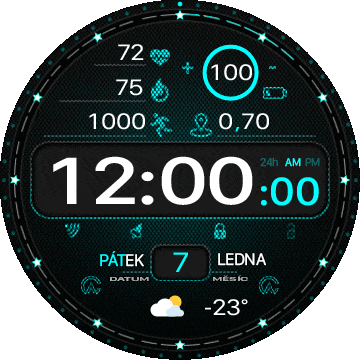 72
75
100
1000 0,70
24h AM PM
12:00:00
PÁTEK 7 LEDNA
DATUM MĚSÍC
-23°